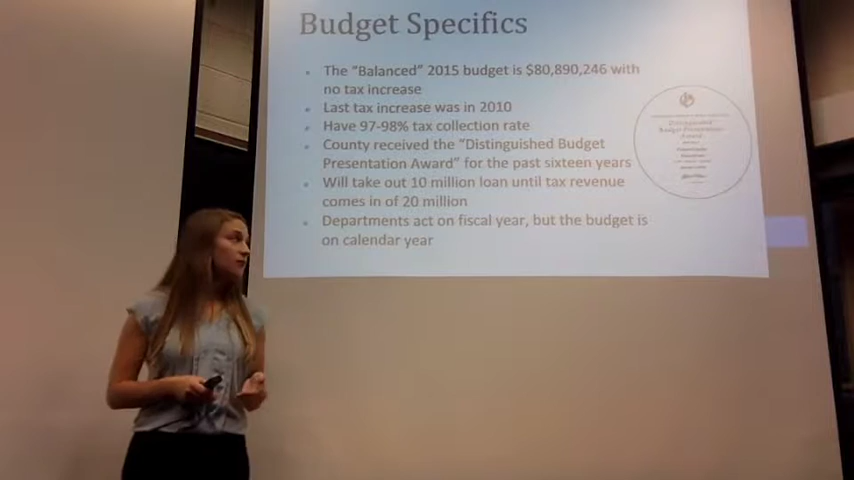 Budget Specifics
The "Balanced" 2015 budget is $80,890,246 with
no tax increase
Last tax increase was in 2010
Have 97-98% tax collection rate
County received the "Distinguished Budget
Presentation Award" for the past sixteen years
Will take out 10 million loan until tax revenue
comes in of 20 million
Departments act on fiscal year, but the budget is
on calendar year